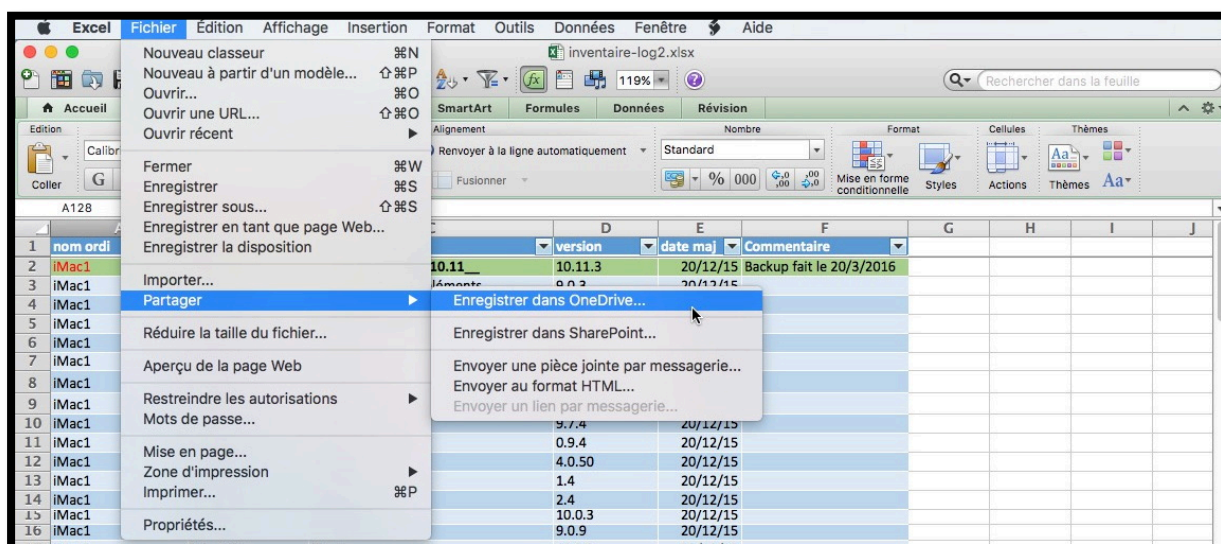 Excel Fichier Édition Affichage Insertion Format Outils Données Fenêtre Aide
inventaire-log2.xlsx
119%
Rechercher dans la feuille
Accueil SmartArt Formules Données Révision
Edition Alignement Nombre Format Cellules Thèmes
Calibr Renvoyer à la ligne automatiquement Standard
Coller G Fusionner % 000 Mise en forme conditionnelle Styles Actions Thèmes Aa
A128
Nouveau classeur ⌘N
Nouveau à partir d'un modèle... ⇧⌘P
Ouvrir... ⌘O
Ouvrir une URL... ⇧⌘O
Ouvrir récent
Fermer ⌘W
Enregistrer ⌘S
Enregistrer sous... ⇧⌘S
Enregistrer en tant que page Web...
Enregistrer la disposition
Importer...
Partager
Réduire la taille du fichier...
Aperçu de la page Web
Restreindre les autorisations
Mots de passe...
Mise en page...
Zone d'impression
Imprimer... ⌘P
Propriétés...
Enregistrer dans OneDrive...
Enregistrer dans SharePoint...
Envoyer une pièce jointe par messagerie...
Envoyer au format HTML...
Envoyer un lien par messagerie...
D E F G H I J
1 nom ordi version date maj Commentaire
2 iMac1 10.11__ 10.11.3 20/12/15 Backup fait le 20/3/2016
3 iMac1 9.0.3 20/12/15
4 iMac1
5 iMac1
6 iMac1
7 iMac1
8 iMac1
9 iMac1
10 iMac1 9.7.4 20/12/15
11 iMac1 0.9.4 20/12/15
12 iMac1 4.0.50 20/12/15
13 iMac1 1.4 20/12/15
14 iMac1 2.4 20/12/15
15 iMac1 10.0.3 20/12/15
16 iMac1 9.0.9 20/12/15